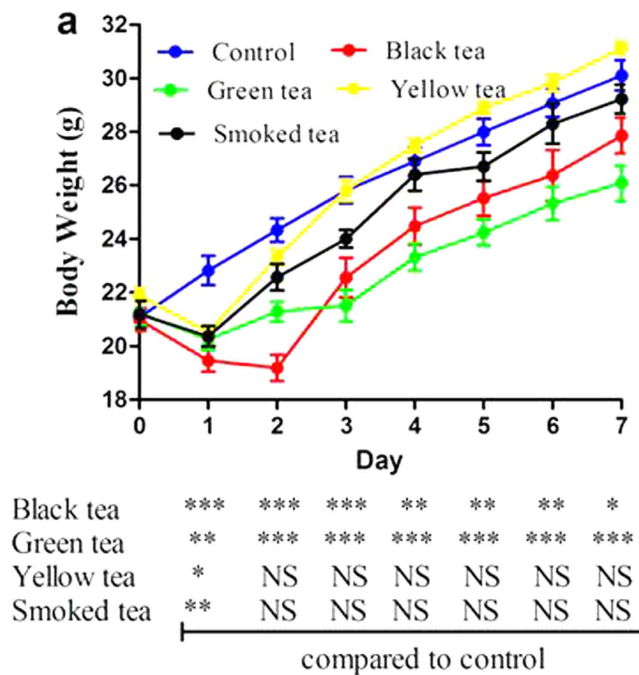 a
Control
Black tea
Green tea
Yellow tea
Smoked tea
Body Weight (g)
32
30
28
26
24
22
20
18
0 1 2 3 4 5 6 7
Day
Black tea *** *** *** ** ** ** *
Green tea ** *** *** *** *** *** ***
Yellow tea * NS NS NS NS NS NS
Smoked tea ** NS NS NS NS NS NS
compared to control